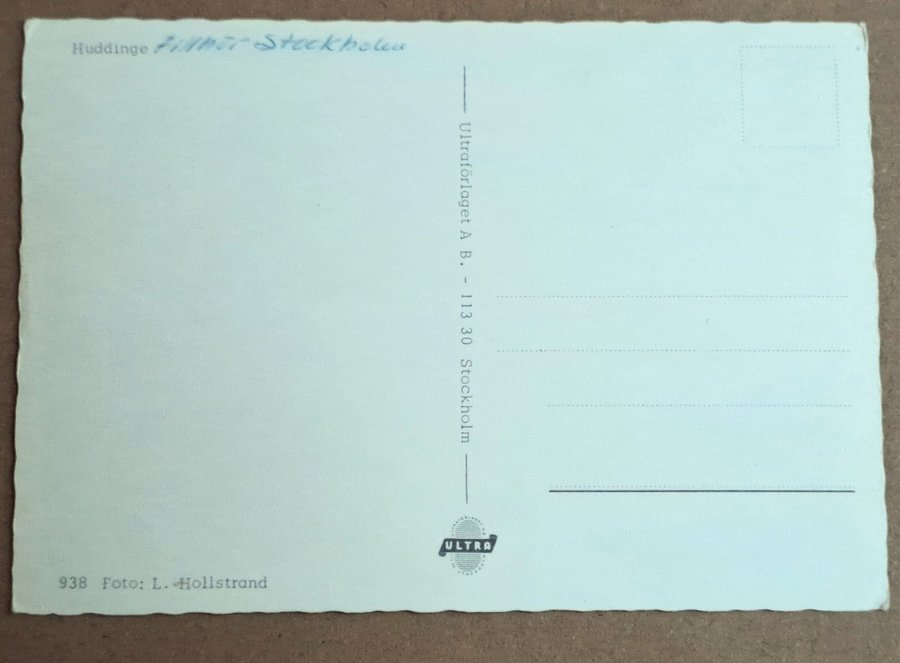 Huddinge Stockholm
Ultraförlaget A B. - 113 30 Stockholm
ULTRA
938 Foto: L. Hollstrand